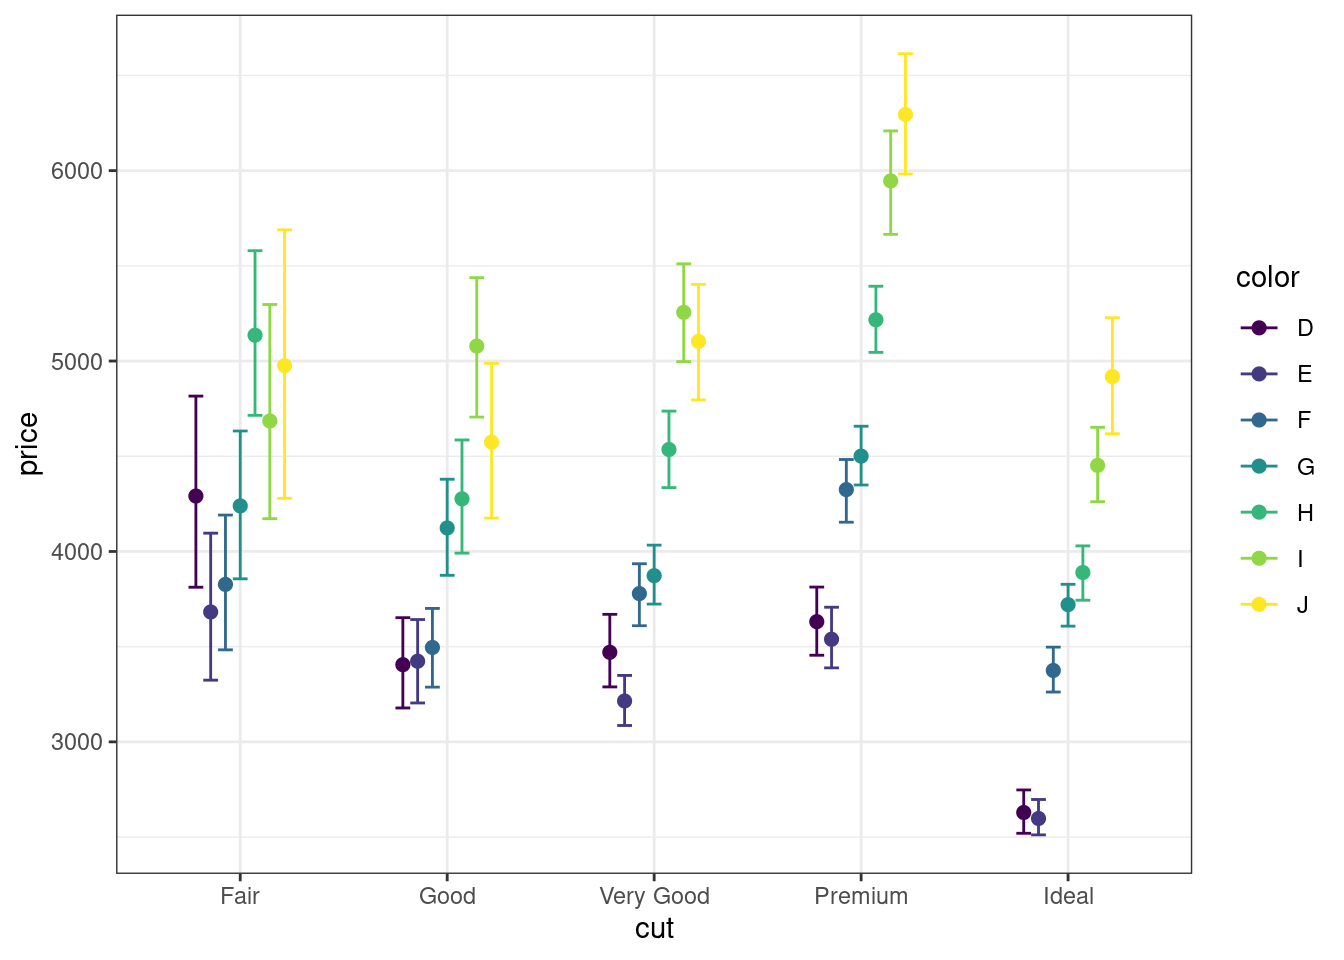 6000
5000
4000
3000
price
Fair
Good
Very Good
Premium
Ideal
cut
color
D
E
F
G
H
I
J